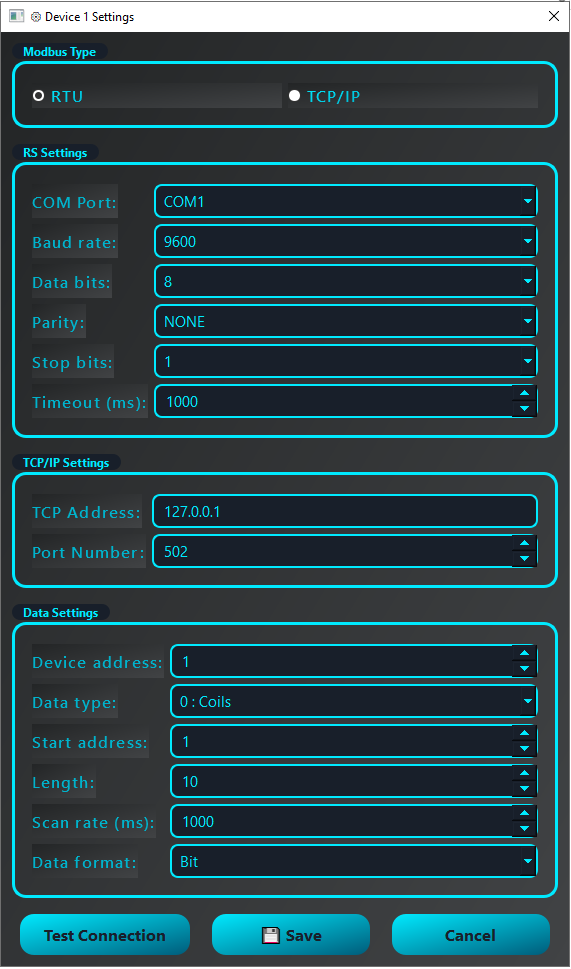 Device 1 Settings
Modbus Type
RTU TCP/IP
RS Settings
COM Port: COM1
Baud rate: 9600
Data bits: 8
Parity: NONE
Stop bits: 1
Timeout (ms): 1000
TCP/IP Settings
TCP Address: 127.0.0.1
Port Number: 502
Data Settings
Device address: 1
Data type: 0 : Coils
Start address: 1
Length: 10
Scan rate (ms): 1000
Data format: Bit
Test Connection Save Cancel